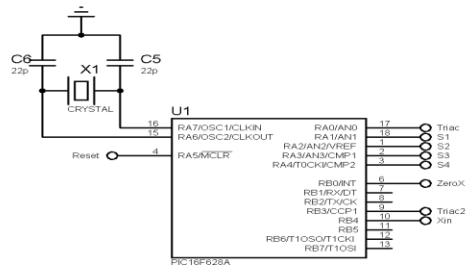 C6
22p
X1
CRYSTAL
C5
22p
U1
16 RA7/OSC1/CLKIN RA0/AN0 17 Triac
15 RA6/OSC2/CLKOUT RA1/AN1 18 S1
RA2/AN2/VREF 1 S2
Reset 4 RA5/MCLR RA3/AN3/CMP1 2 S3
RA4/T0CKI/CMP2 3 S4
RB0/INT 6 ZeroX
RB1/RX/DT 7
RB2/TX/CK 8
RB3/CCP1 9 Triac2
RB4 10 Xin
RB5 11
RB6/T1OSO/T1CKI 12
RB7/T1OSI 13
PIC16F628A